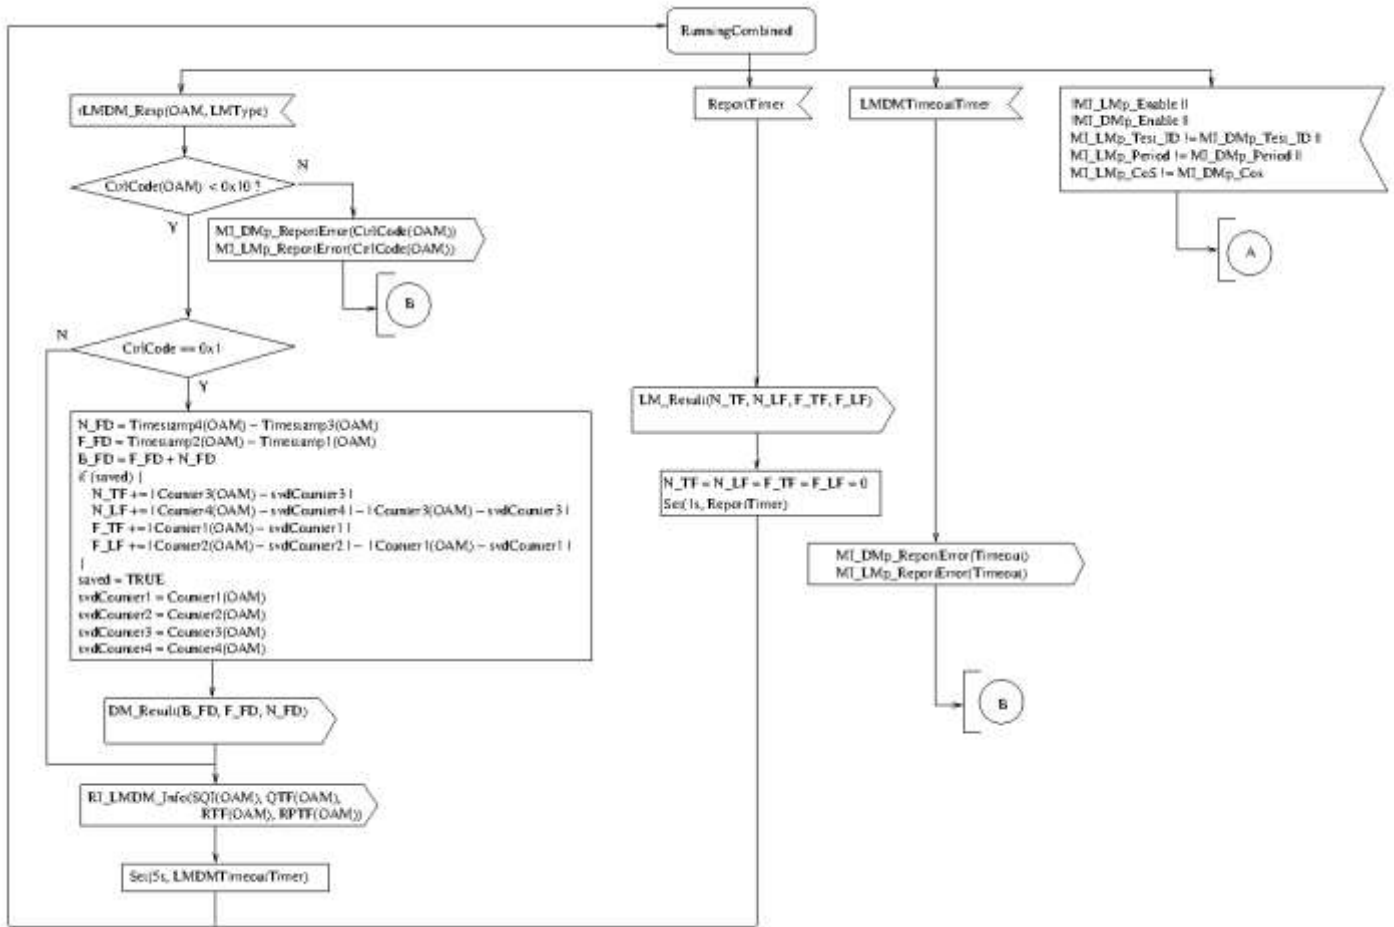 RunningCombined
iLMDM_Resp(OAM, LMType)
ReportTimer
LMDMTimeoutTimer
!MI_LMp_Enable ||
!MI_DMp_Enable ||
MI_LMp_Test_ID != MI_DMp_Test_ID ||
MI_LMp_Period != MI_DMp_Period ||
MI_LMp_CoS != MI_DMp_Cos
N
CtrlCode(OAM) < 0x10 ?
Y
MI_DMp_ReportError(CtrlCode(OAM))
MI_LMp_ReportError(CtrlCode(OAM))
A
B
N
CtrlCode == 0x1
Y
LM_Result(N_TF, N_LF, F_TF, F_LF)
N_FD = Timestamp4(OAM) − Timestamp3(OAM)
F_FD = Timestamp2(OAM) − Timestamp1(OAM)
B_FD = F_FD + N_FD
if (saved) {
N_TF += | Counter3(OAM) − svdCounter3 |
N_LF += | Counter4(OAM) − svdCounter4 | − | Counter3(OAM) − svdCounter3 |
F_TF += | Counter1(OAM) − svdCounter1 |
F_LF += | Counter2(OAM) − svdCounter2 | − | Counter1(OAM) − svdCounter1 |
}
saved = TRUE
svdCounter1 = Counter1(OAM)
svdCounter2 = Counter2(OAM)
svdCounter3 = Counter3(OAM)
svdCounter4 = Counter4(OAM)
N_TF = N_LF = F_TF = F_LF = 0
Set(1s, ReportTimer)
MI_DMp_ReportError(Timeout)
MI_LMp_ReportError(Timeout)
B
DM_Result(B_FD, F_FD, N_FD)
RI_LMDM_Info(SQI(OAM), QTF(OAM),
RTF(OAM), RPTF(OAM))
Set(5s, LMDMTimeoutTimer)